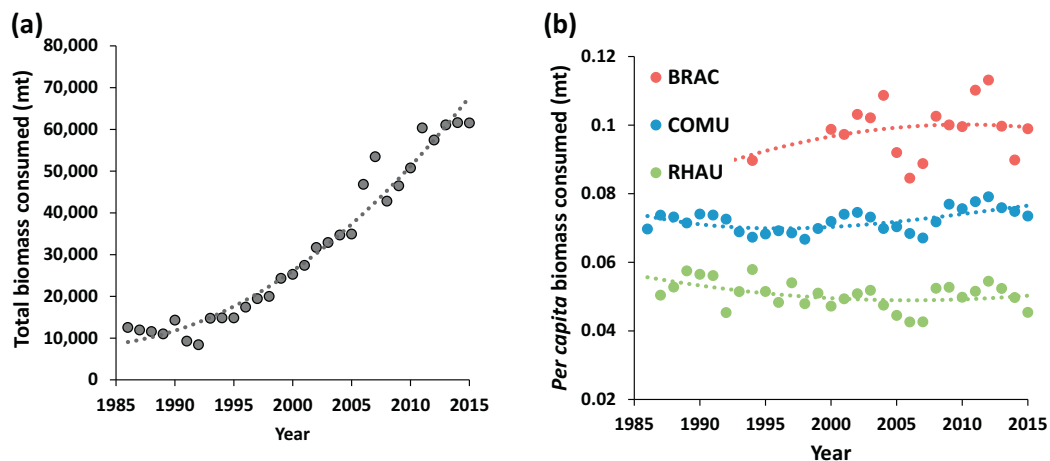 (a)
Total biomass consumed (mt)
80,000
70,000
60,000
50,000
40,000
30,000
20,000
10,000
0
1985 1990 1995 2000 2005 2010 2015
Year
(b)
Per capita biomass consumed (mt)
0.12
0.1
0.08
0.06
0.04
0.02
BRAC
COMU
RHAU
1985 1990 1995 2000 2005 2010 2015
Year